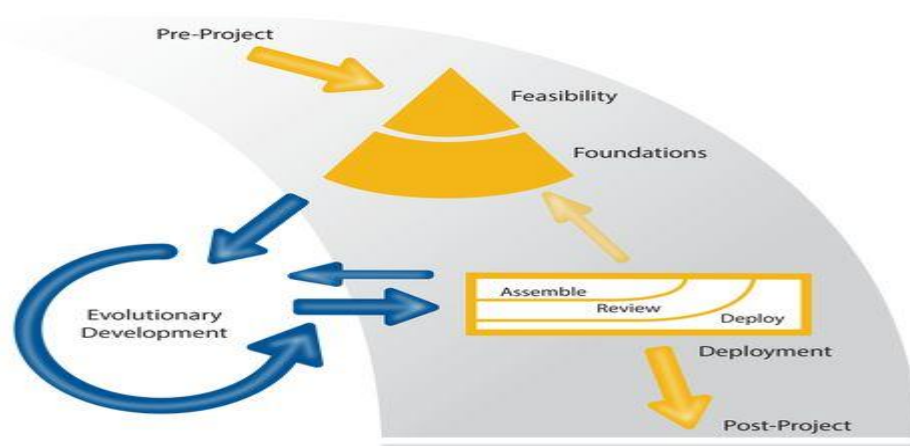 Pre-Project
Feasibility
Foundations
Assemble
Review
Deploy
Evolutionary
Development
Deployment
Post-Project